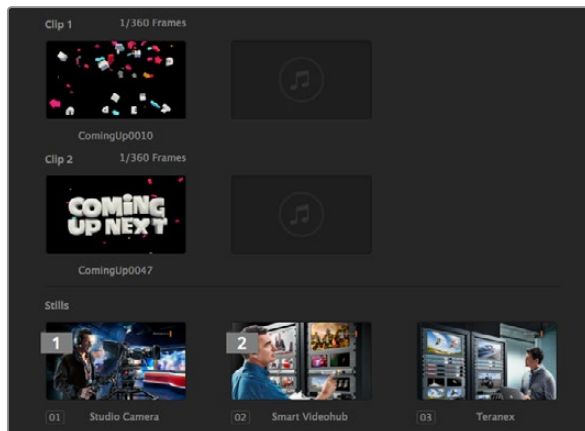 Clip 1 1/360 Frames
ComingUp0010
Clip 2 1/360 Frames
COMING
UP NEXT
ComingUp0047
Stills
1 2
01 Studio Camera 02 Smart Videohub 03 Teranex